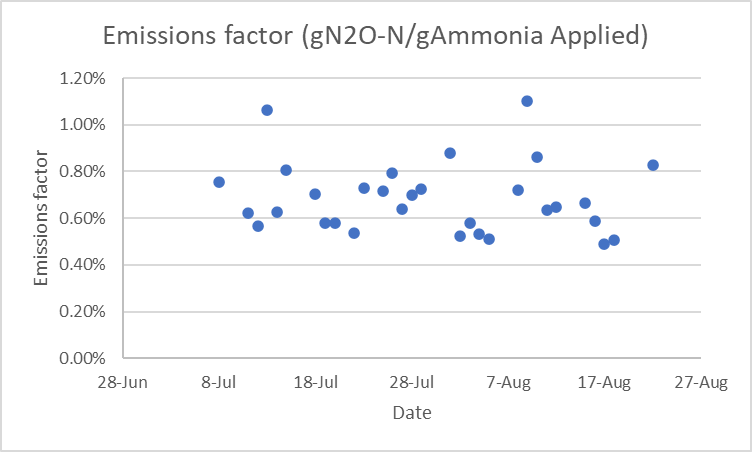 Emissions factor (gN2O-N/gAmmonia Applied)
1.20%
1.00%
0.80%
0.60%
0.40%
0.20%
0.00%
Emissions factor
28-Jun 8-Jul 18-Jul 28-Jul 7-Aug 17-Aug 27-Aug
Date